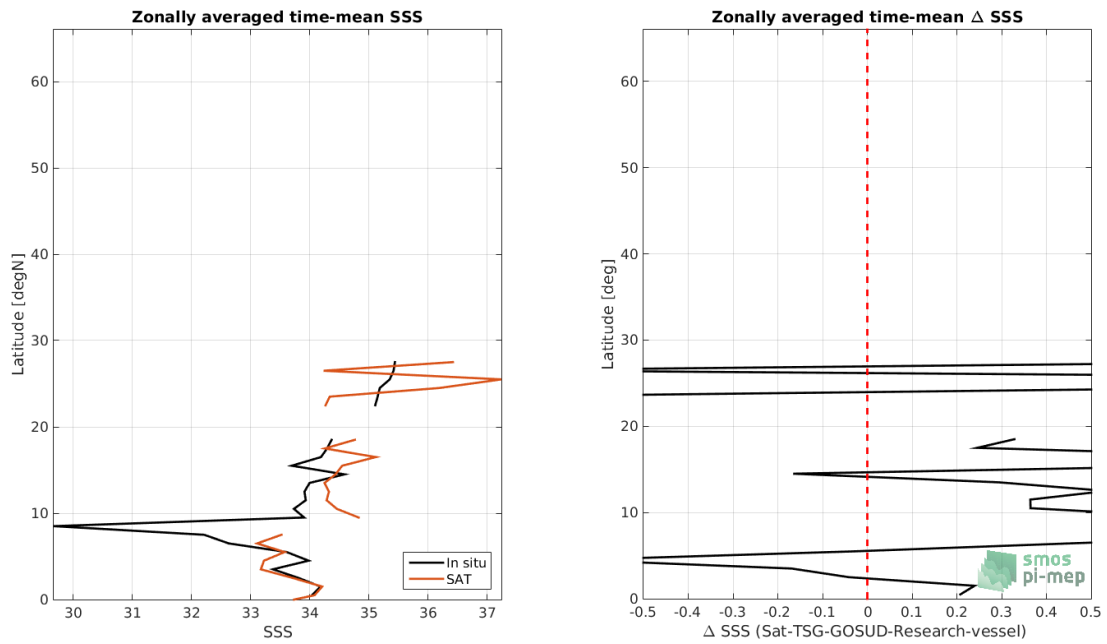 Zonally averaged time-mean SSS
Latitude [degN]
60
50
40
30
20
10
0
30 31 32 33 34 35 36 37
SSS
In situ
SAT
Zonally averaged time-mean Δ SSS
Latitude [deg]
60
50
40
30
20
10
0
-0.5 -0.4 -0.3 -0.2 -0.1 0 0.1 0.2 0.3 0.4 0.5
Δ SSS (Sat-TSG-GOSUD-Research-vessel)
smos
pi-mep